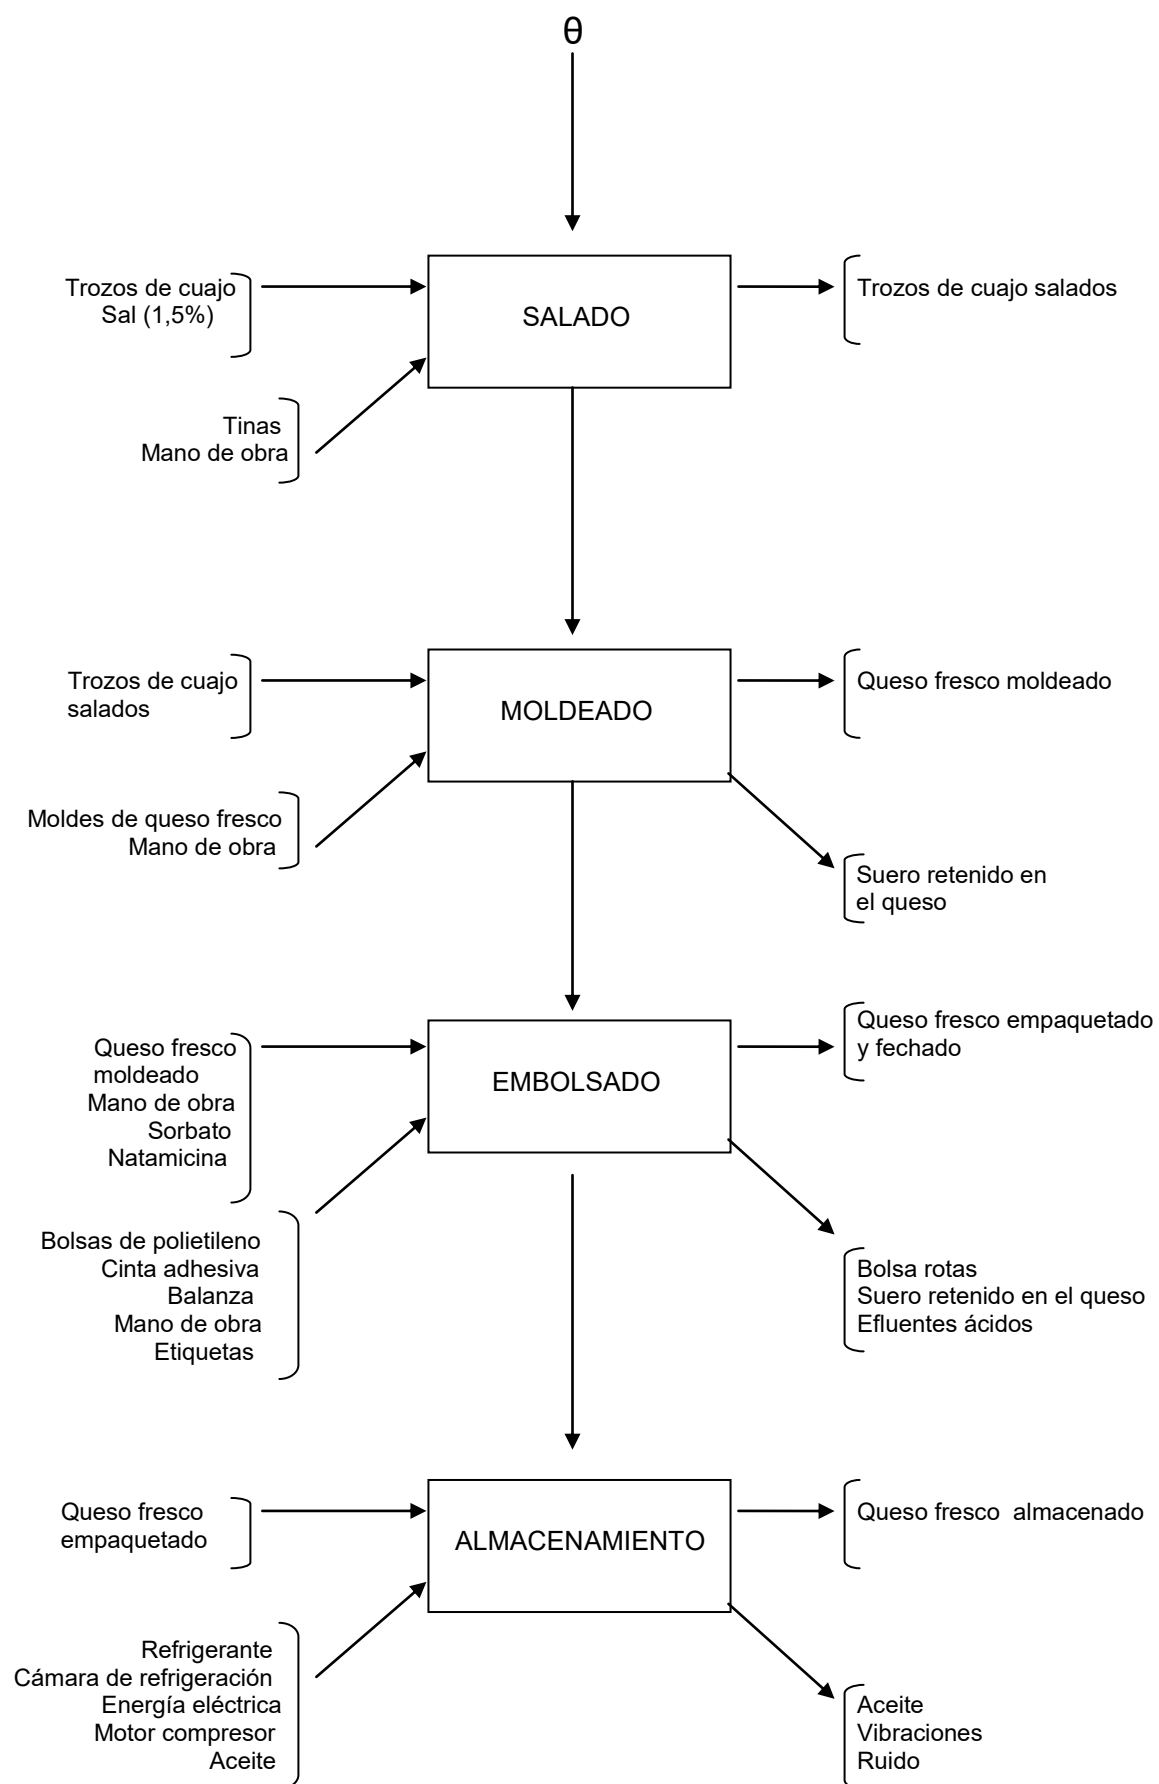 θ
Trozos de cuajo
Sal (1,5%)
SALADO
Trozos de cuajo salados
Tinas
Mano de obra
Trozos de cuajo
salados
MOLDEADO
Queso fresco moldeado
Moldes de queso fresco
Mano de obra
Suero retenido en
el queso
Queso fresco
moldeado
Mano de obra
Sorbato
Natamicina
EMBOLSADO
Queso fresco empaquetado
y fechado
Bolsas de polietileno
Cinta adhesiva
Balanza
Mano de obra
Etiquetas
Bolsa rotas
Suero retenido en el queso
Efluentes ácidos
Queso fresco
empaquetado
ALMACENAMIENTO
Queso fresco  almacenado
Refrigerante
Cámara de refrigeración
Energía eléctrica
Motor compresor
Aceite
Aceite
Vibraciones
Ruido